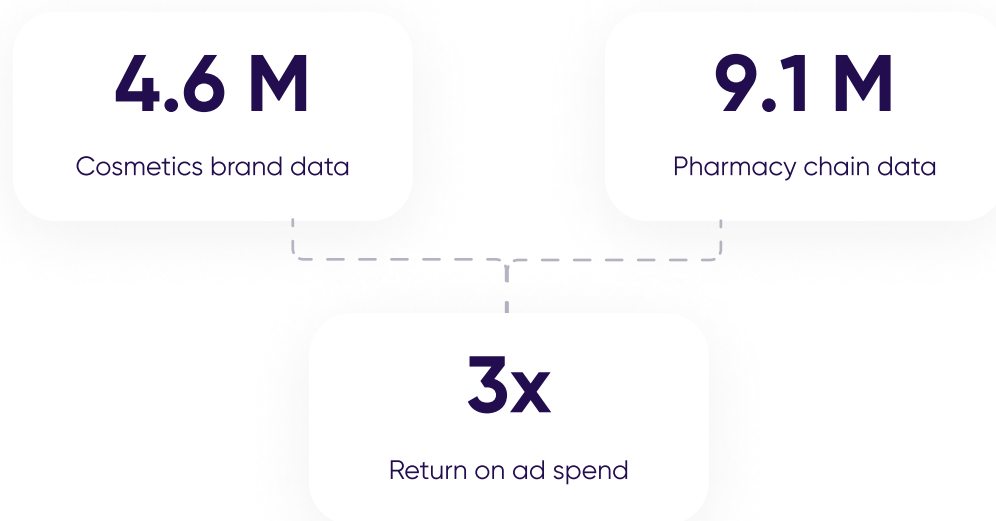 4.6 M
Cosmetics brand data
9.1 M
Pharmacy chain data
3x
Return on ad spend